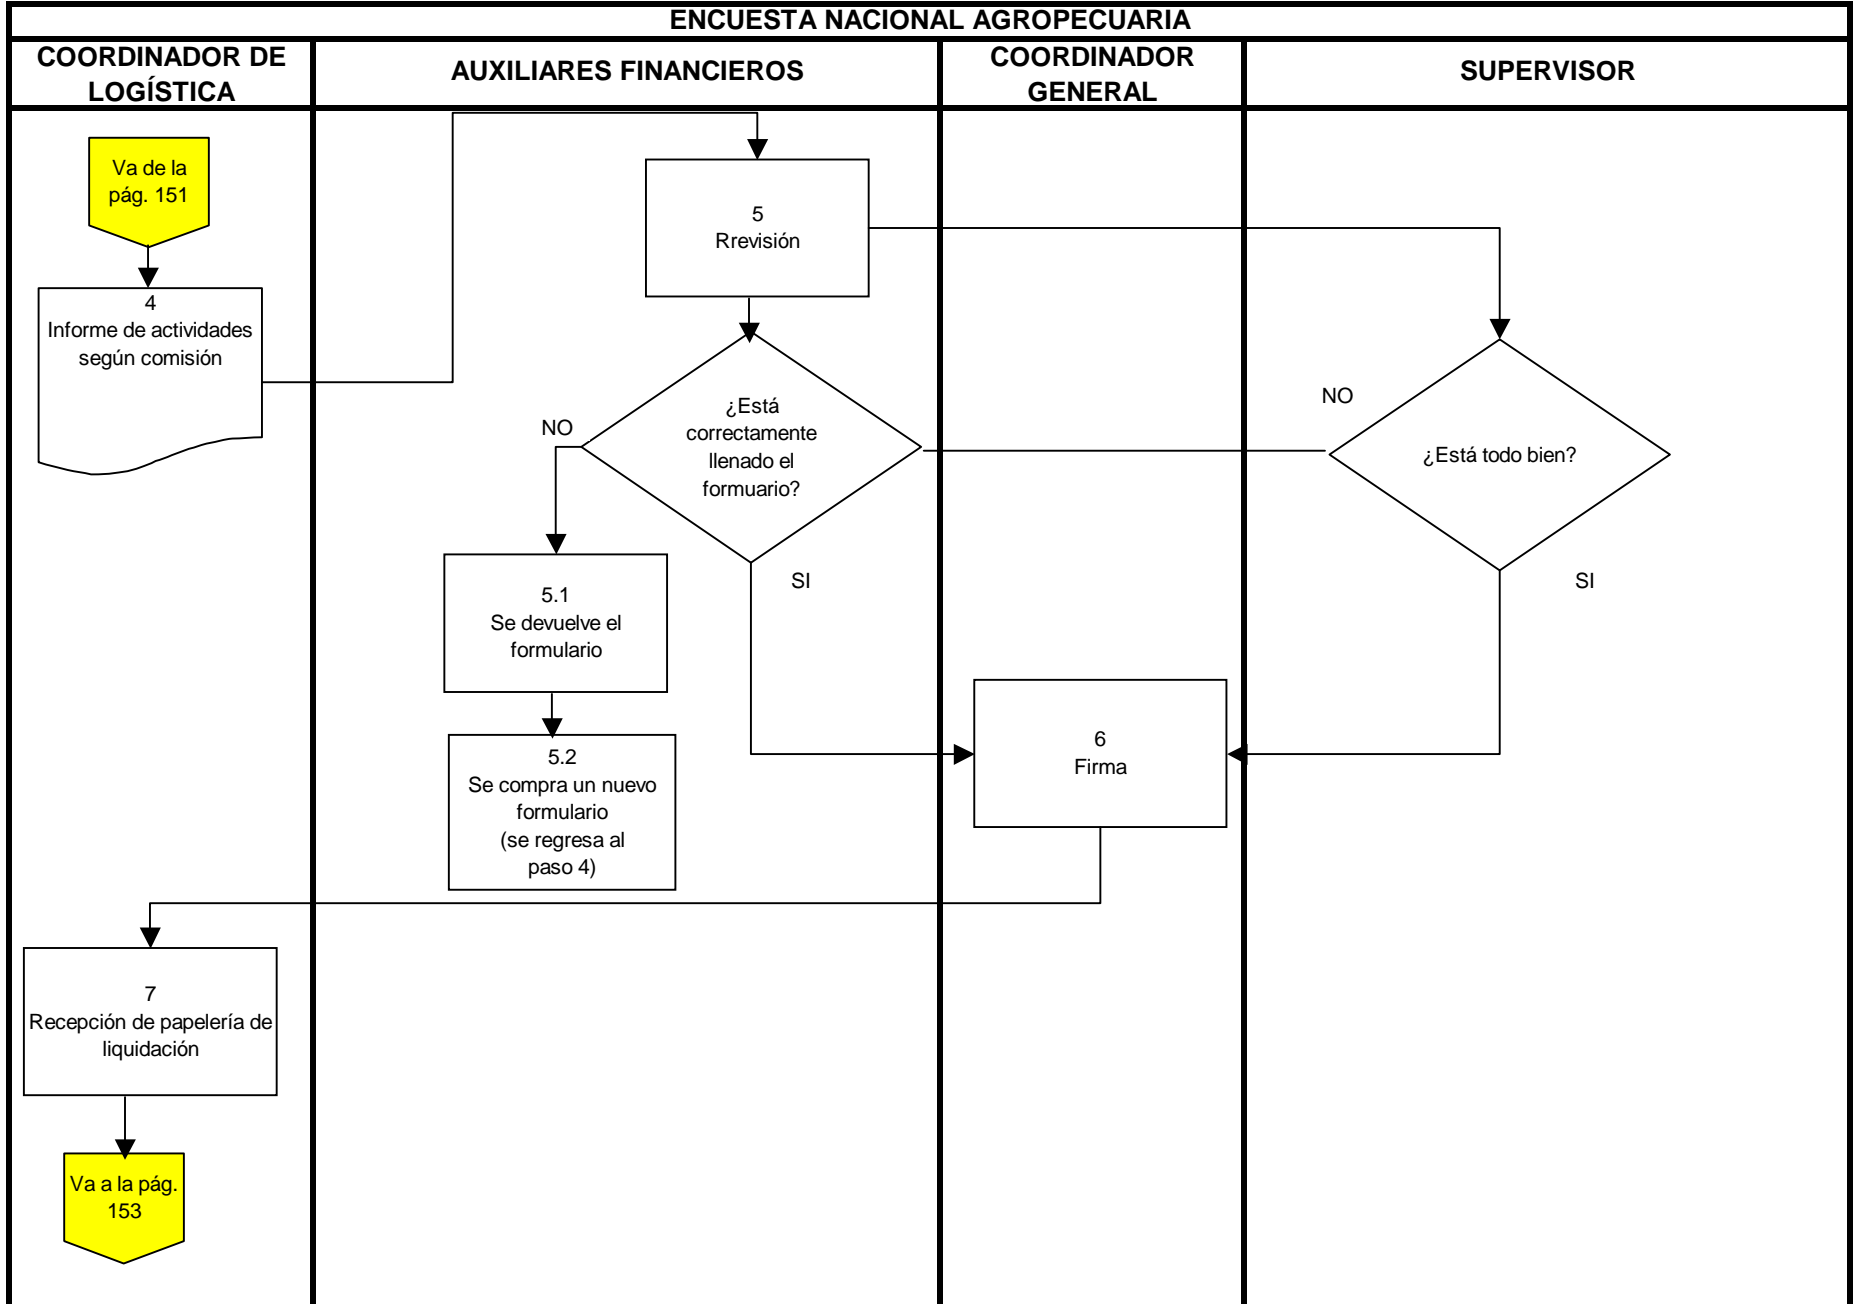 ENCUESTA NACIONAL AGROPECUARIA
COORDINADOR DE
LOGÍSTICA
AUXILIARES FINANCIEROS
COORDINADOR
GENERAL
SUPERVISOR
Va de la
pág. 151
4
Informe de actividades
según comisión
5
Rrevisión
¿Está
correctamente
llenado el
formuario?
NO
SI
NO
¿Está todo bien?
SI
5.1
Se devuelve el
formulario
5.2
Se compra un nuevo
formulario
(se regresa al
paso 4)
6
Firma
7
Recepción de papelería de
liquidación
Va a la pág.
153